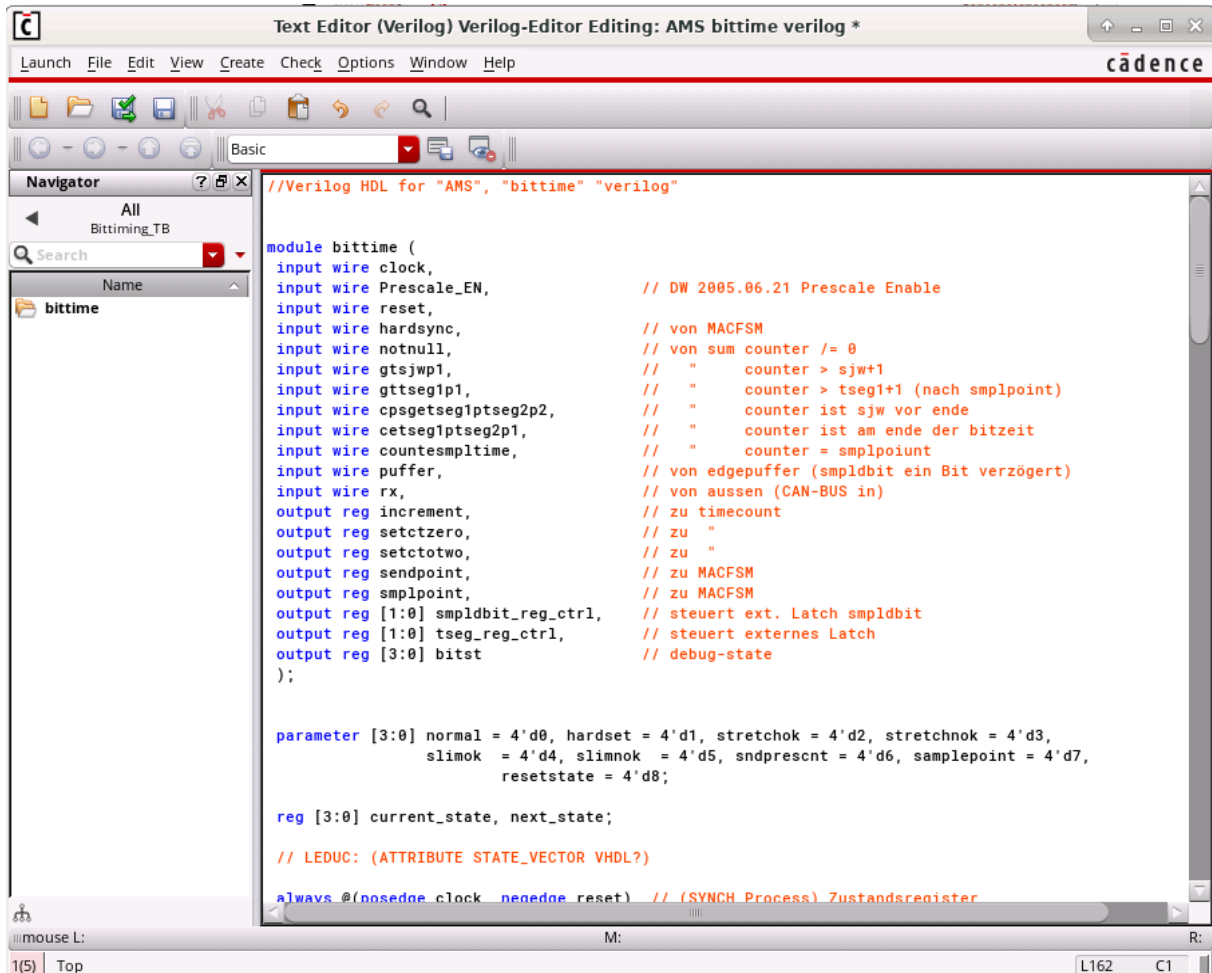 Text Editor (Verilog) Verilog-Editor Editing: AMS bittime verilog *
Launch File Edit View Create Check Options Window Help
cādence
Basic
Navigator
All
Bittiming_TB
Search
Name
bittime
//Verilog HDL for "AMS", "bittime" "verilog"
module bittime (
input wire clock,
input wire Prescale_EN, // DW 2005.06.21 Prescale Enable
input wire reset,
input wire hardsync, // von MACFSM
input wire notnull, // von sum counter /= 0
input wire gtsjwp1, // " counter > sjw+1
input wire gttseg1p1, // " counter > tseg1+1 (nach smplpoint)
input wire cpsgetseg1ptseg2p2, // " counter ist sjw vor ende
input wire cetseg1ptseg2p1, // " counter ist am ende der bitzeit
input wire countesmpltime, // " counter = smplpoiunt
input wire puffer, // von edgepuffer (smpldbit ein Bit verzögert)
input wire rx, // von aussen (CAN-BUS in)
output reg increment, // zu timecount
output reg setctzero, // zu "
output reg setctotwo, // zu "
output reg sendpoint, // zu MACFSM
output reg smplpoint, // zu MACFSM
output reg [1:0] smpldbit_reg_ctrl, // steuert ext. Latch smpldbit
output reg [1:0] tseg_reg_ctrl, // steuert externes Latch
output reg [3:0] bitst // debug-state
);
parameter [3:0] normal = 4'd0, hardset = 4'd1, stretchok = 4'd2, stretchnok = 4'd3,
slimok = 4'd4, slimnok = 4'd5, sndprescnt = 4'd6, samplepoint = 4'd7,
resetstate = 4'd8;
reg [3:0] current_state, next_state;
// LEDUC: (ATTRIBUTE STATE_VECTOR VHDL?)
always @(posedge clock, negedge reset) // (SYNCH Process) Zustandsregister
mouse L: M: R:
1(5) Top L162 C1